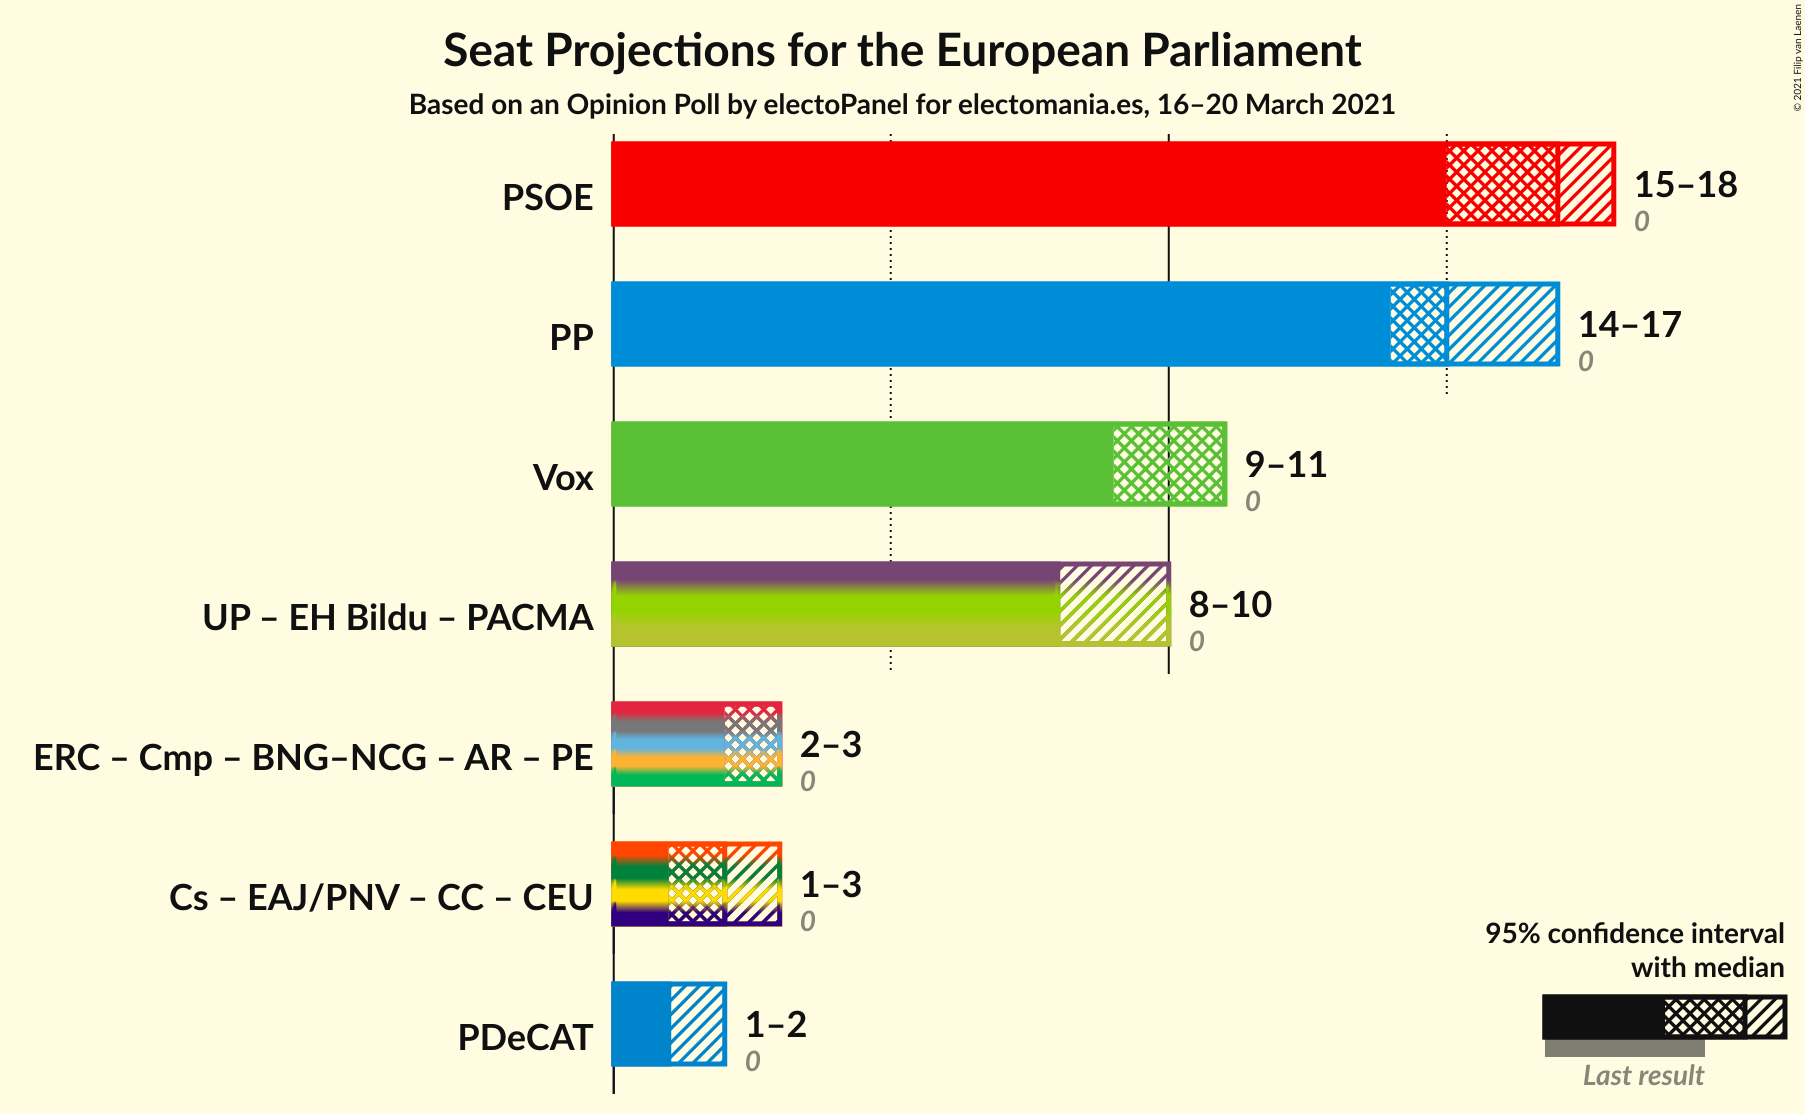 Seat Projections for the European Parliament
Based on an Opinion Poll by electoPanel for electomania.es, 16–20 March 2021
© 2021 Filip van Laenen
PSOE
15–18
0
PP
14–17
0
Vox
9–11
0
UP – EH Bildu – PACMA
8–10
0
ERC – Cmp – BNG–NCG – AR – PE
2–3
0
Cs – EAJ/PNV – CC – CEU
1–3
0
PDeCAT
1–2
0
95% confidence interval
with median
Last result